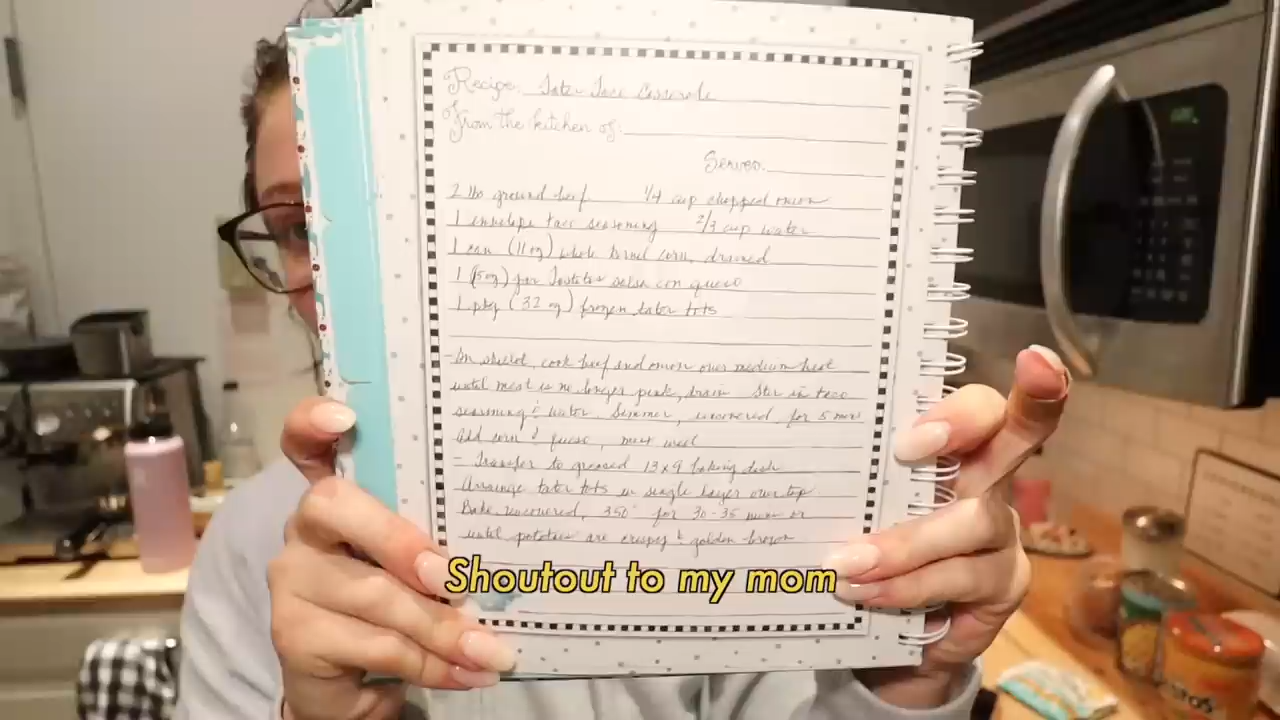 Recipe: Tater Taco Casserole
From the kitchen of:
Serves:
2 lbs ground beef 1/4 cup chopped onion
1 envelope taco seasoning 2/3 cup water
1 can (11 oz) whole kernel corn, drained
1 (15 oz) jar Tostitos salsa con queso
1 pkg (32 oz) frozen tater tots
- In skillet, cook beef and onion over medium heat
until meat is no longer pink, drain. Stir in taco
seasoning & water. Simmer, uncovered for 5 min
Add corn & queso, mix well
- Transfer to greased 13x9 baking dish
Arrange tater tots in single layer over top.
Bake uncovered, 350° for 30-35 min or
until potatoes are crispy & golden brown
Shoutout to my mom